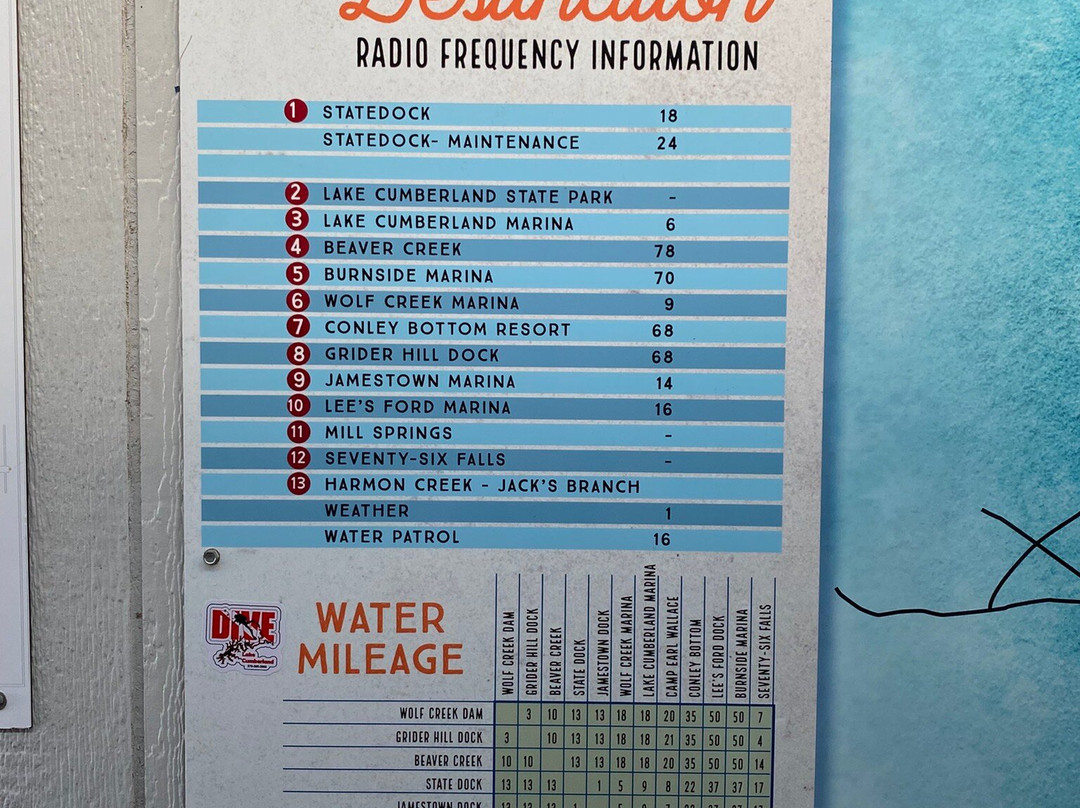 Destination
RADIO FREQUENCY INFORMATION
1 STATEDOCK 18
STATEDOCK- MAINTENANCE 24
2 LAKE CUMBERLAND STATE PARK -
3 LAKE CUMBERLAND MARINA 6
4 BEAVER CREEK 78
5 BURNSIDE MARINA 70
6 WOLF CREEK MARINA 9
7 CONLEY BOTTOM RESORT 68
8 GRIDER HILL DOCK 68
9 JAMESTOWN MARINA 14
10 LEE'S FORD MARINA 16
11 MILL SPRINGS -
12 SEVENTY-SIX FALLS -
13 HARMON CREEK - JACK'S BRANCH
WEATHER 1
WATER PATROL 16
DIVE
Lake
Cumberland
WATER
MILEAGE
WOLF CREEK DAM
GRIDER HILL DOCK
BEAVER CREEK
STATE DOCK
JAMESTOWN DOCK
WOLF CREEK MARINA
LAKE CUMBERLAND MARINA
CAMP EARL WALLACE
CONLEY BOTTOM
LEE'S FORD DOCK
BURNSIDE MARINA
SEVENTY-SIX FALLS
WOLF CREEK DAM 3 10 13 13 18 18 20 35 50 50 7
GRIDER HILL DOCK 3 10 13 13 18 18 21 35 50 50 4
BEAVER CREEK 10 10 13 13 18 18 20 35 50 50 14
STATE DOCK 13 13 13 1 5 9 8 22 37 37 17
JAMESTOWN DOCK